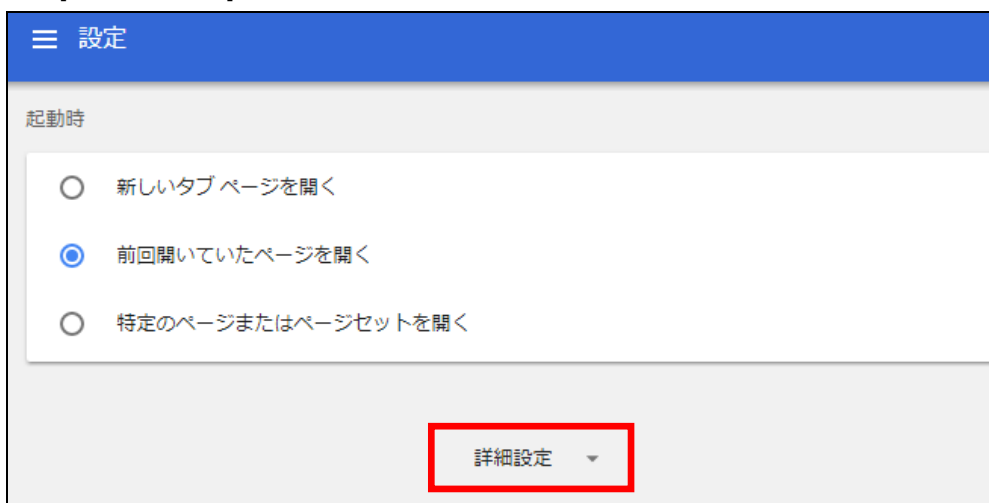 設定
起動時
新しいタブ ページを開く
前回開いていたページを開く
特定のページまたはページセットを開く
詳細設定